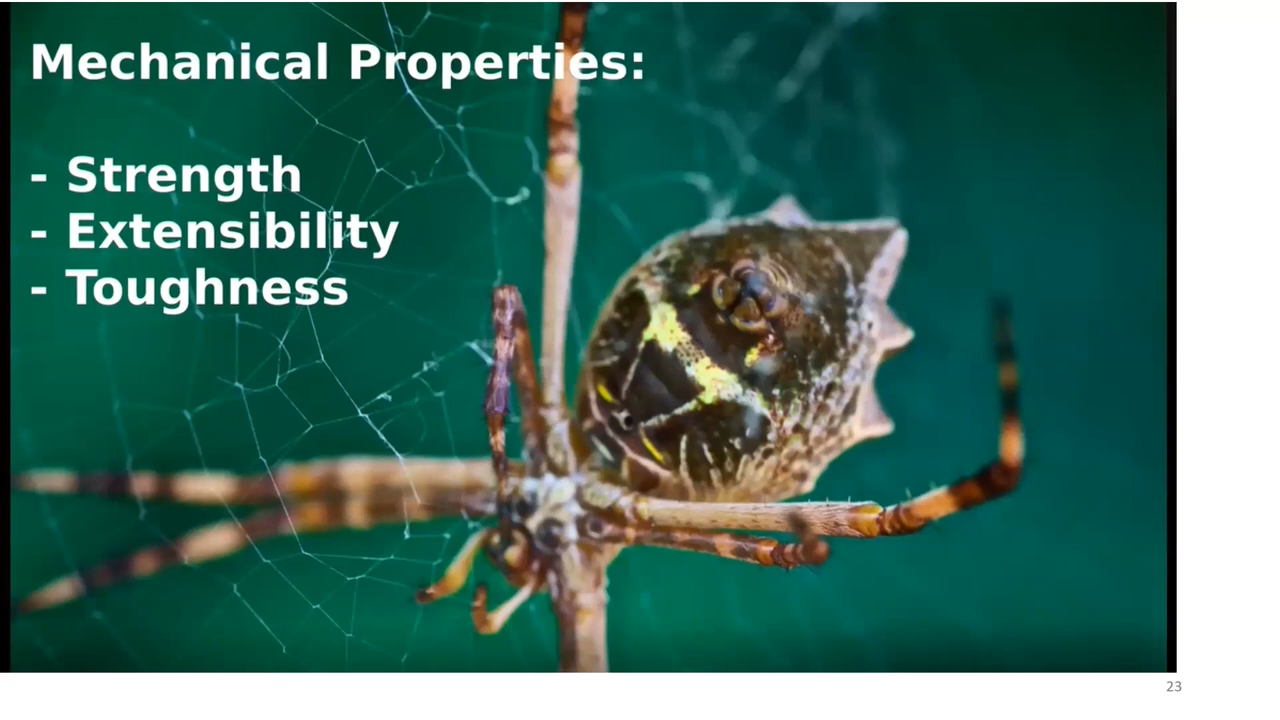 Mechanical Properties:
- Strength
- Extensibility
- Toughness
23